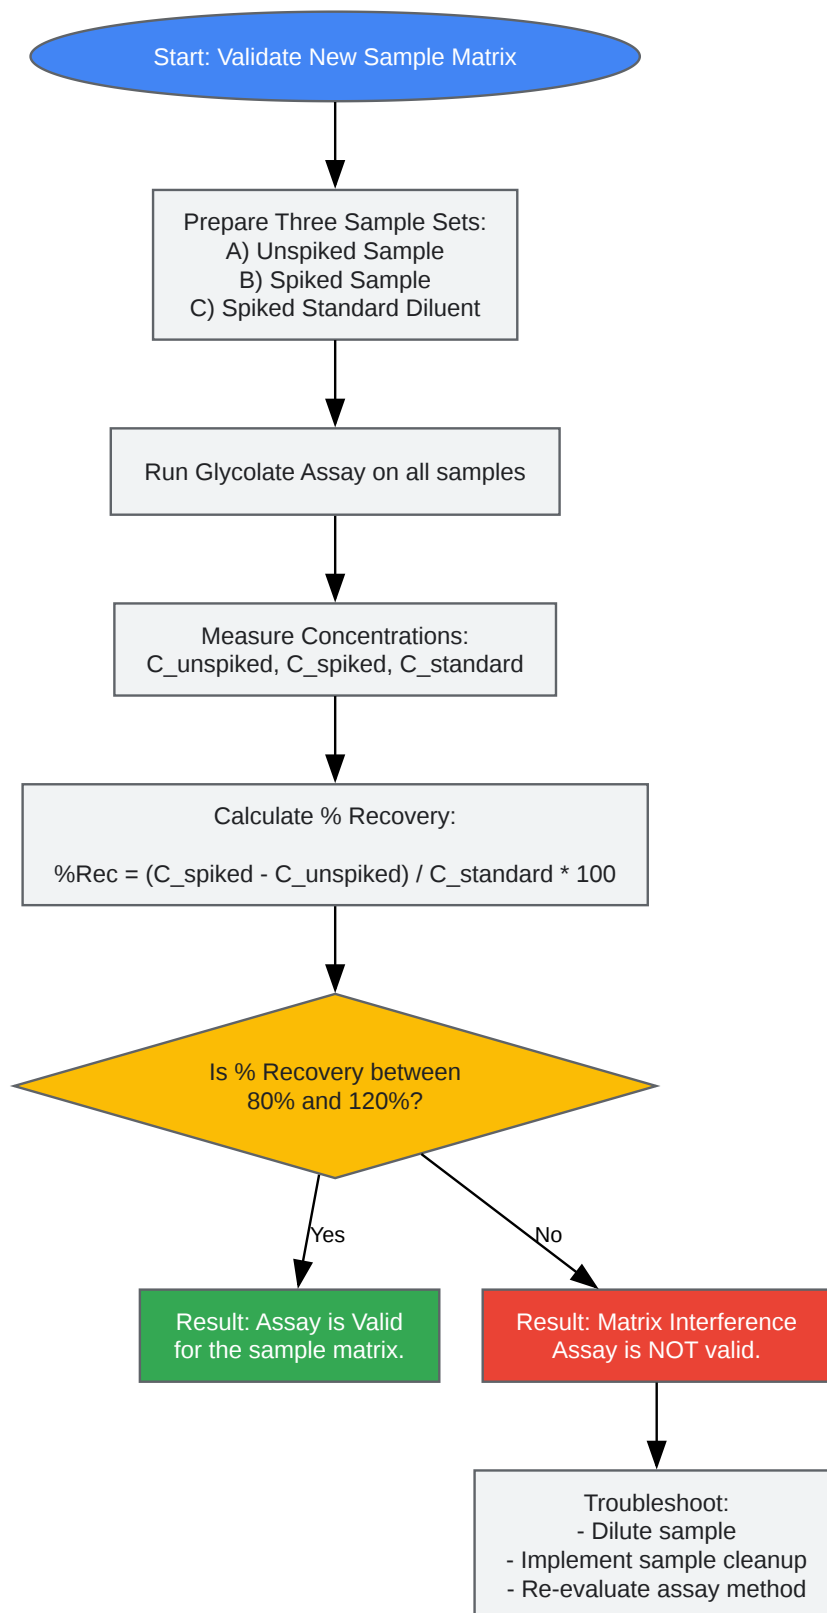 Start: Validate New Sample Matrix
Prepare Three Sample Sets:
A) Unspiked Sample
B) Spiked Sample
C) Spiked Standard Diluent
Run Glycolate Assay on all samples
Measure Concentrations:
C_unspiked, C_spiked, C_standard
Calculate % Recovery:
%Rec = (C_spiked - C_unspiked) / C_standard * 100
Is % Recovery between
80% and 120%?
Yes
No
Result: Assay is Valid
for the sample matrix.
Result: Matrix Interference
Assay is NOT valid.
Troubleshoot:
- Dilute sample
- Implement sample cleanup
- Re-evaluate assay method